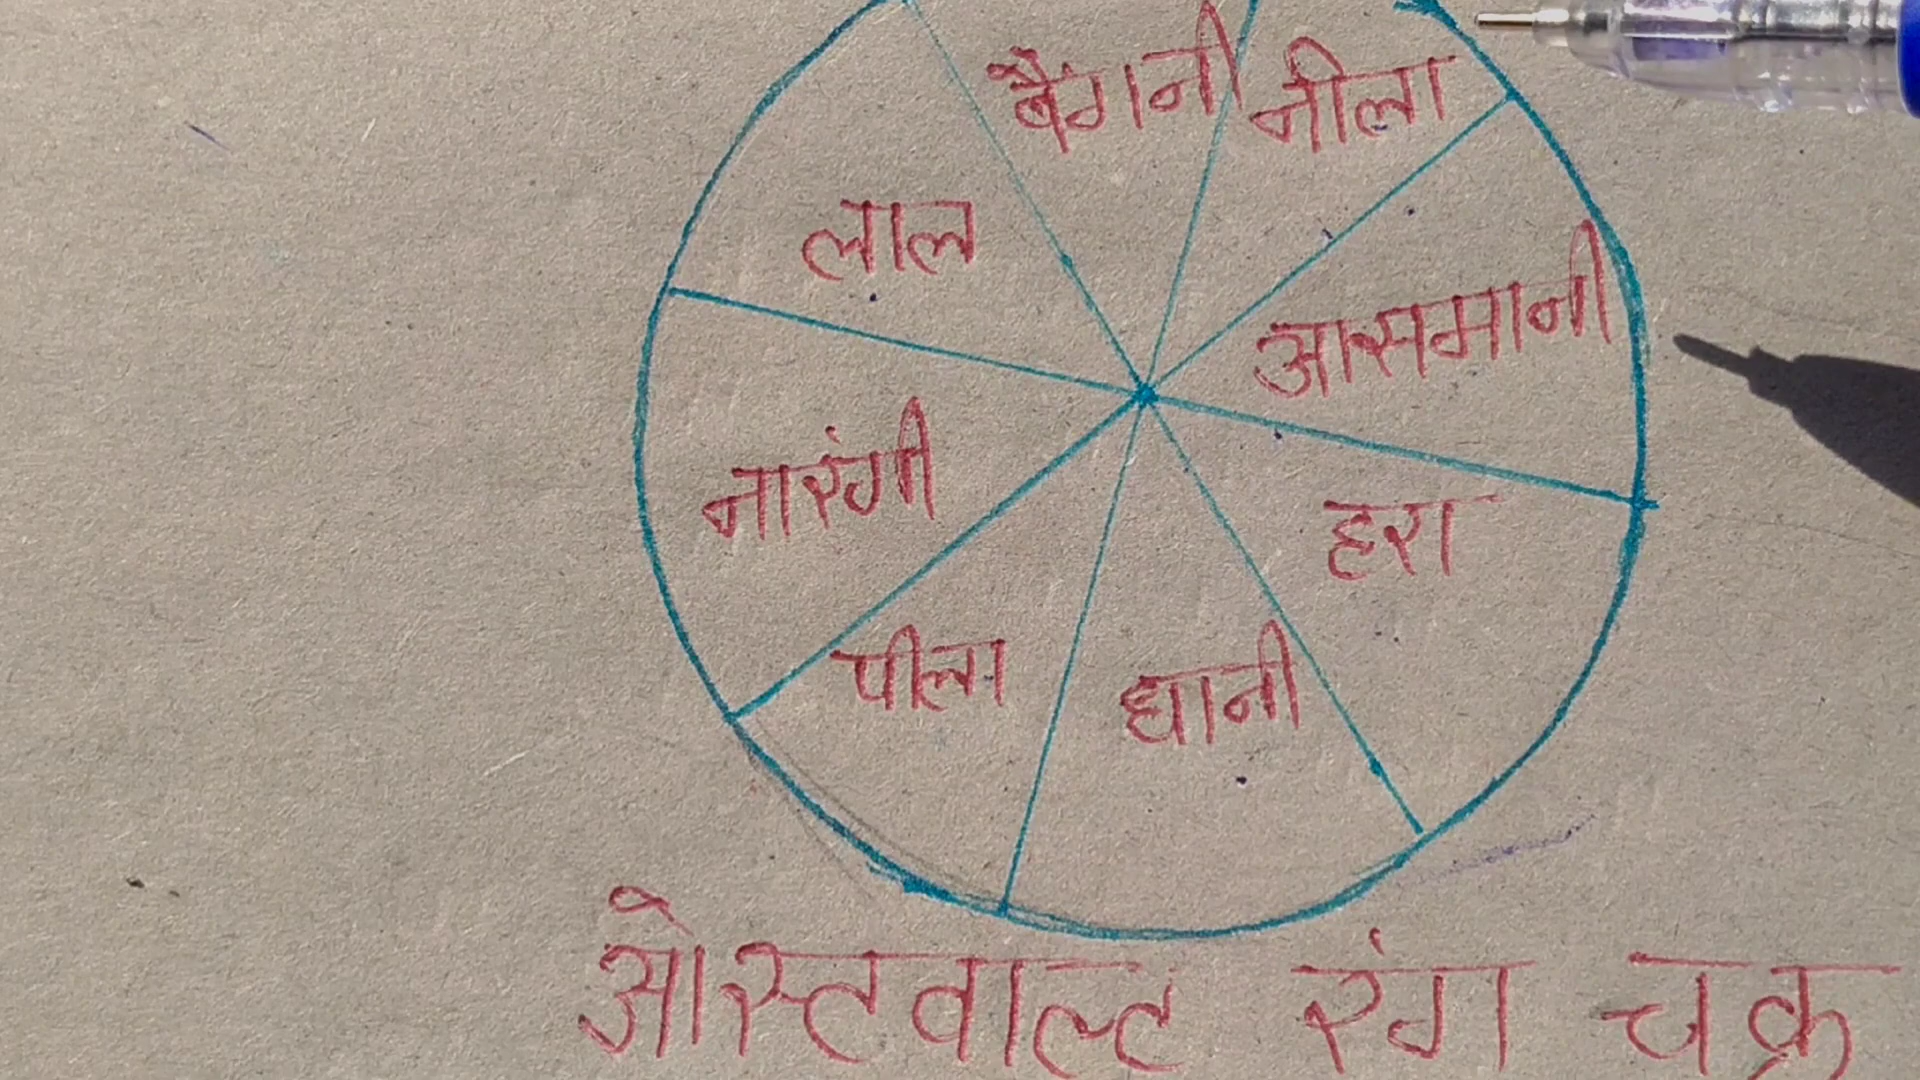 बैंगनी
नीला
लाल
आसमानी
नारंगी
हरा
पीला
धानी
ओस्टवाल्ट रंग चक्र